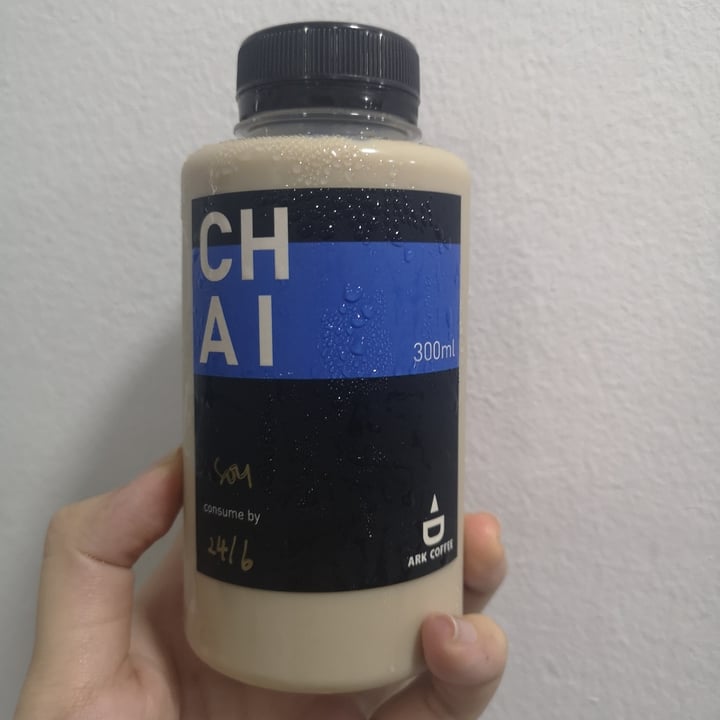 CH
AI
300ml
Soy
consume by
24/6
ARK COFFEE